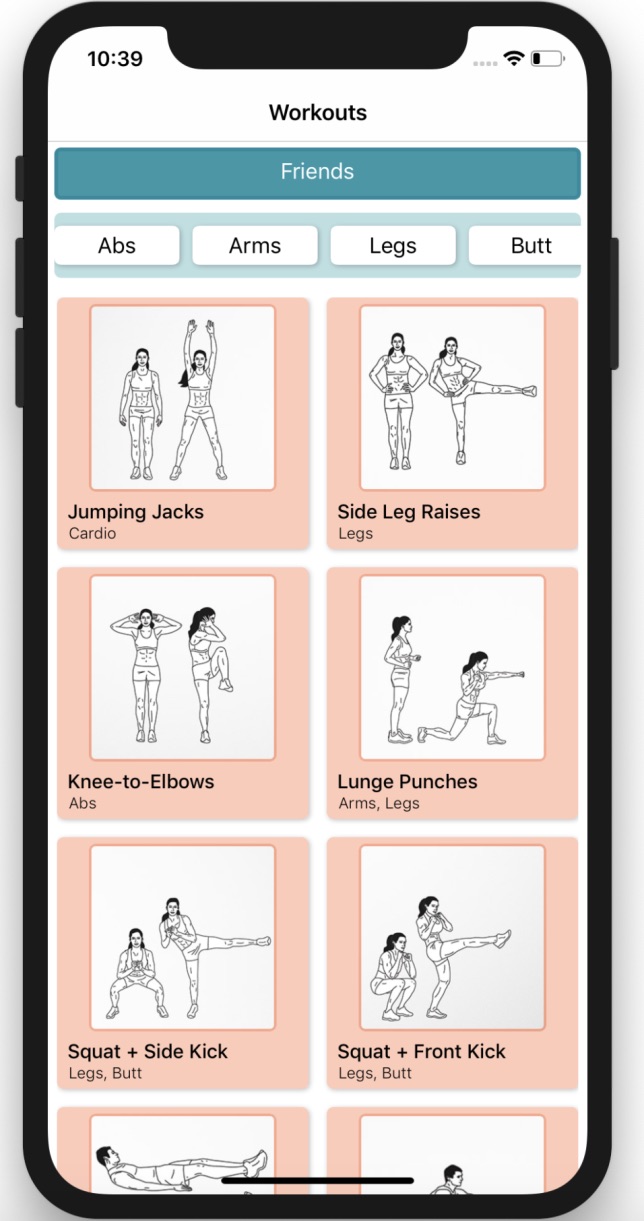 10:39
Workouts
Friends
Abs Arms Legs Butt
Jumping Jacks
Cardio
Side Leg Raises
Legs
Knee-to-Elbows
Abs
Lunge Punches
Arms, Legs
Squat + Side Kick
Legs, Butt
Squat + Front Kick
Legs, Butt